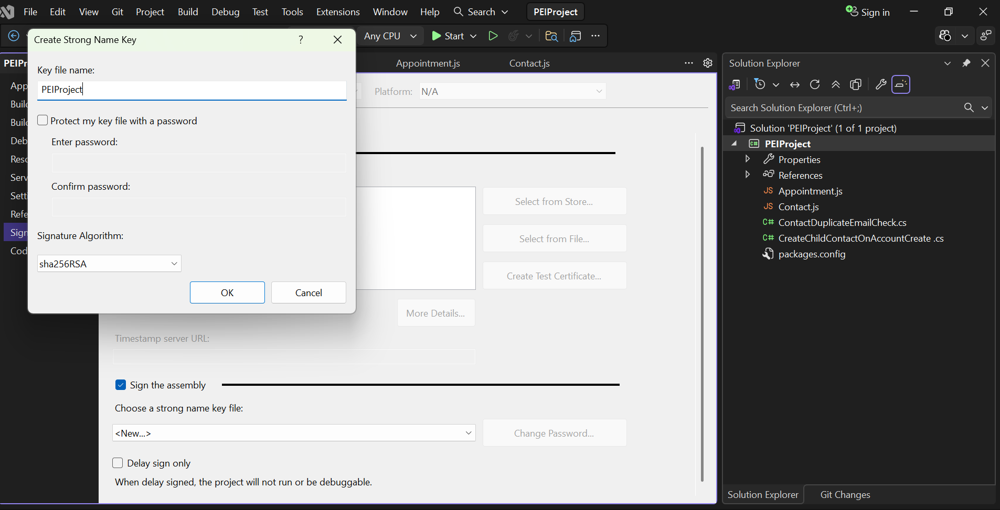 File Edit View Git Project Build Debug Test Tools Extensions Window Help Search PEIProject Sign in
Any CPU Start
Create Strong Name Key ?
Key file name:
PEIProject
Protect my key file with a password
Enter password:
Confirm password:
Signature Algorithm:
sha256RSA
OK Cancel
PEIPr
App
Build
Build
Deb
Reso
Serv
Setti
Refe
Sign
Cod
Appointment.js Contact.js
Platform: N/A
Select from Store...
Select from File...
Create Test Certificate...
More Details...
Timestamp server URL:
Sign the assembly
Choose a strong name key file:
<New...> Change Password...
Delay sign only
When delay signed, the project will not run or be debuggable.
Solution Explorer
Search Solution Explorer (Ctrl+;)
Solution 'PEIProject' (1 of 1 project)
C# PEIProject
Properties
References
JS Appointment.js
JS Contact.js
C# ContactDuplicateEmailCheck.cs
C# CreateChildContactOnAccountCreate .cs
packages.config
Solution Explorer Git Changes